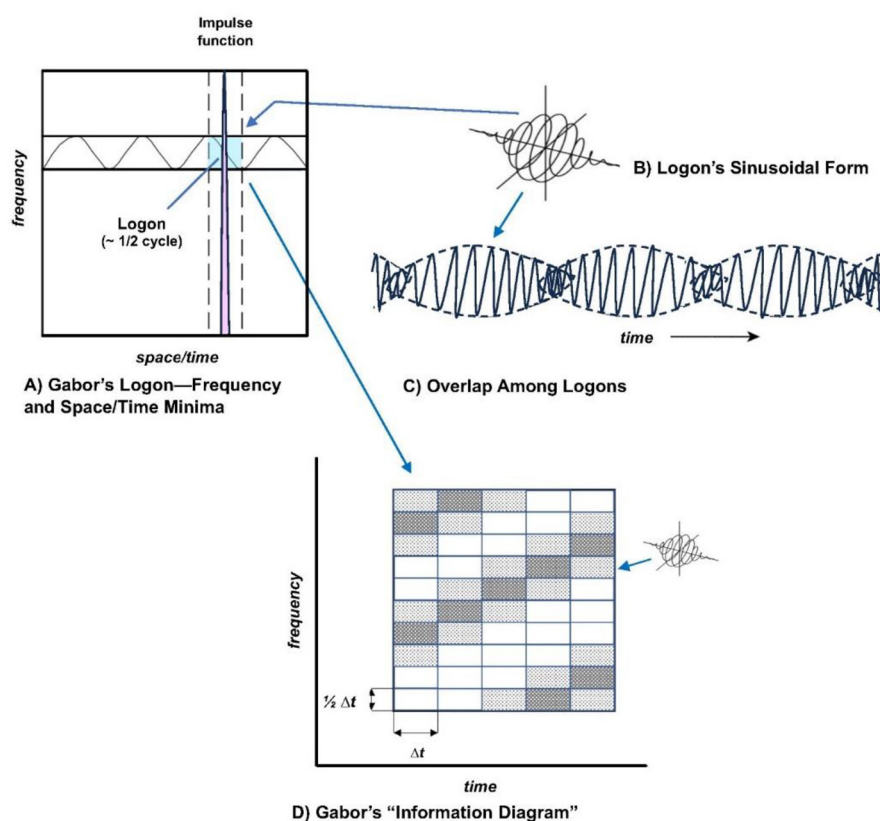 Impulse
function
frequency
Logon
(~ 1/2 cycle)
space/time
A) Gabor's Logon—Frequency
and Space/Time Minima
B) Logon's Sinusoidal Form
time
C) Overlap Among Logons
frequency
½ Δt
Δt
time
D) Gabor's "Information Diagram"